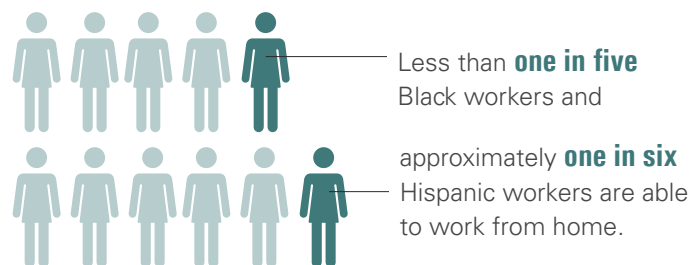 Less than one in five
Black workers and
approximately one in six
Hispanic workers are able
to work from home.